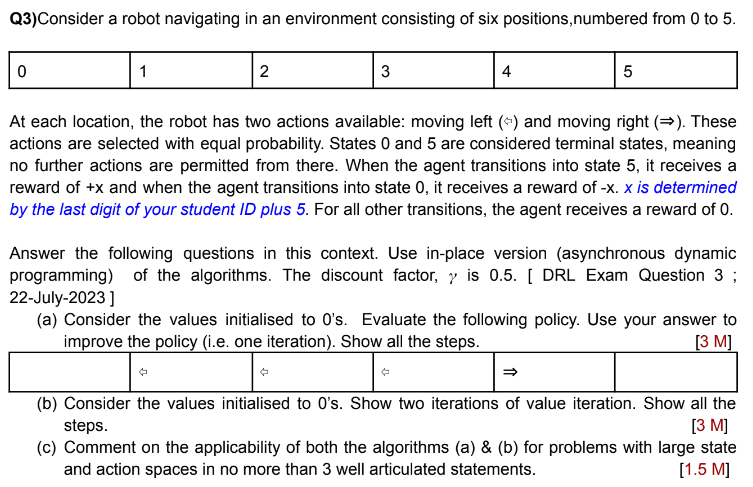 Q3)Consider a robot navigating in an environment consisting of six positions,numbered from 0 to 5.
0 1 2 3 4 5
At each location, the robot has two actions available: moving left (⇦) and moving right (⇒). These
actions are selected with equal probability. States 0 and 5 are considered terminal states, meaning
no further actions are permitted from there. When the agent transitions into state 5, it receives a
reward of +x and when the agent transitions into state 0, it receives a reward of -x. x is determined
by the last digit of your student ID plus 5. For all other transitions, the agent receives a reward of 0.
Answer the following questions in this context. Use in-place version (asynchronous dynamic
programming) of the algorithms. The discount factor, γ is 0.5. [ DRL Exam Question 3 ;
22-July-2023 ]
(a) Consider the values initialised to 0's. Evaluate the following policy. Use your answer to
improve the policy (i.e. one iteration). Show all the steps. [3 M]
⇦ ⇦ ⇦ ⇒
(b) Consider the values initialised to 0's. Show two iterations of value iteration. Show all the
steps. [3 M]
(c) Comment on the applicability of both the algorithms (a) & (b) for problems with large state
and action spaces in no more than 3 well articulated statements. [1.5 M]